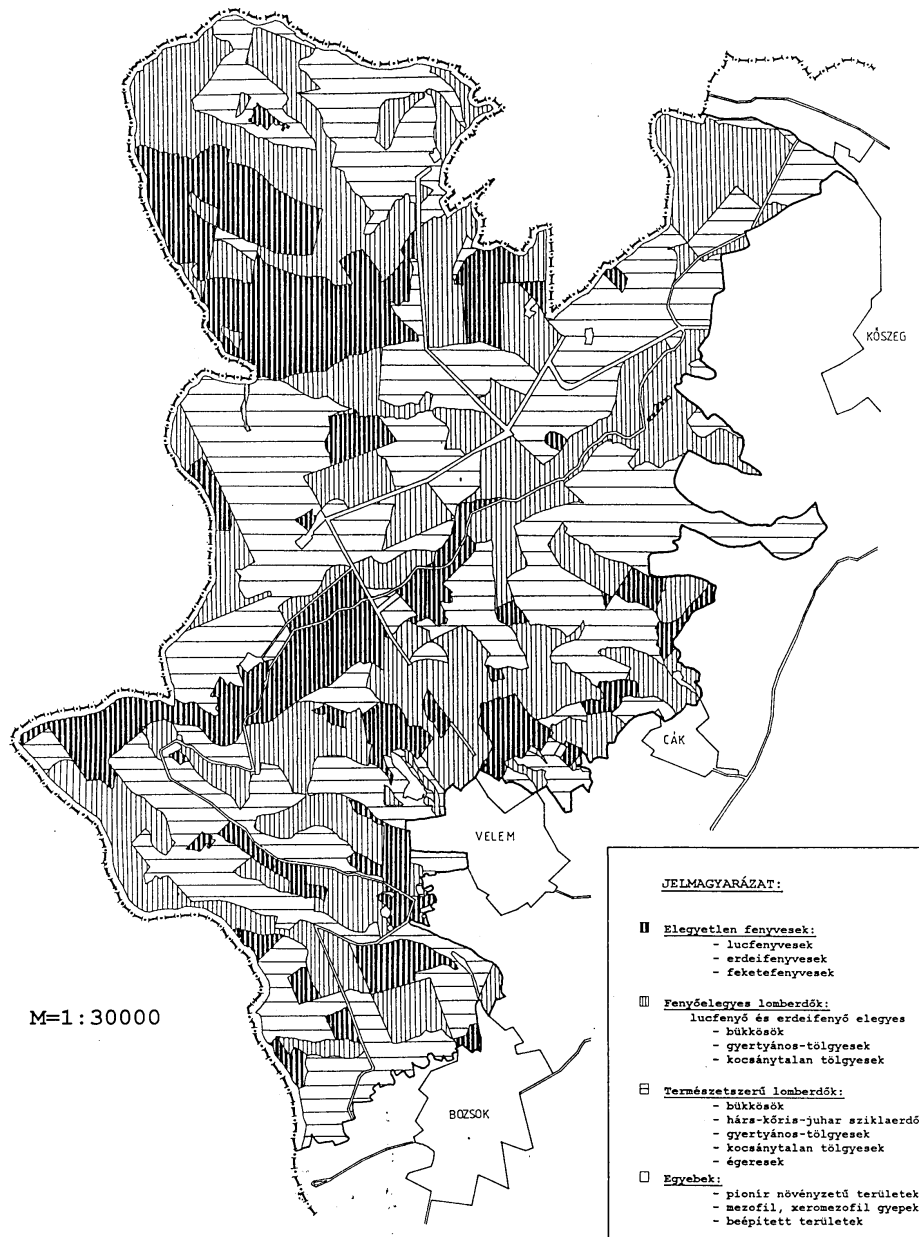 KŐSZEG
CÁK
VELEM
BOZSOK
M=1:30000
JELMAGYARÁZAT:
Elegyetlen fenyvesek:
- lucfenyvesek
- erdeifenyvesek
- feketefenyvesek
Fenyőelegyes lomberdők:
lucfenyő és erdeifenyő elegyes
- bükkösök
- gyertyános-tölgyesek
- kocsánytalan tölgyesek
Természetszerű lomberdők:
- bükkösök
- hárs-kőris-juhar sziklaerdő
- gyertyános-tölgyesek
- kocsánytalan tölgyesek
- égeresek
Egyebek:
- pionír növényzetű területek
- mezofil, xeromezofil gyepek
- beépített területek